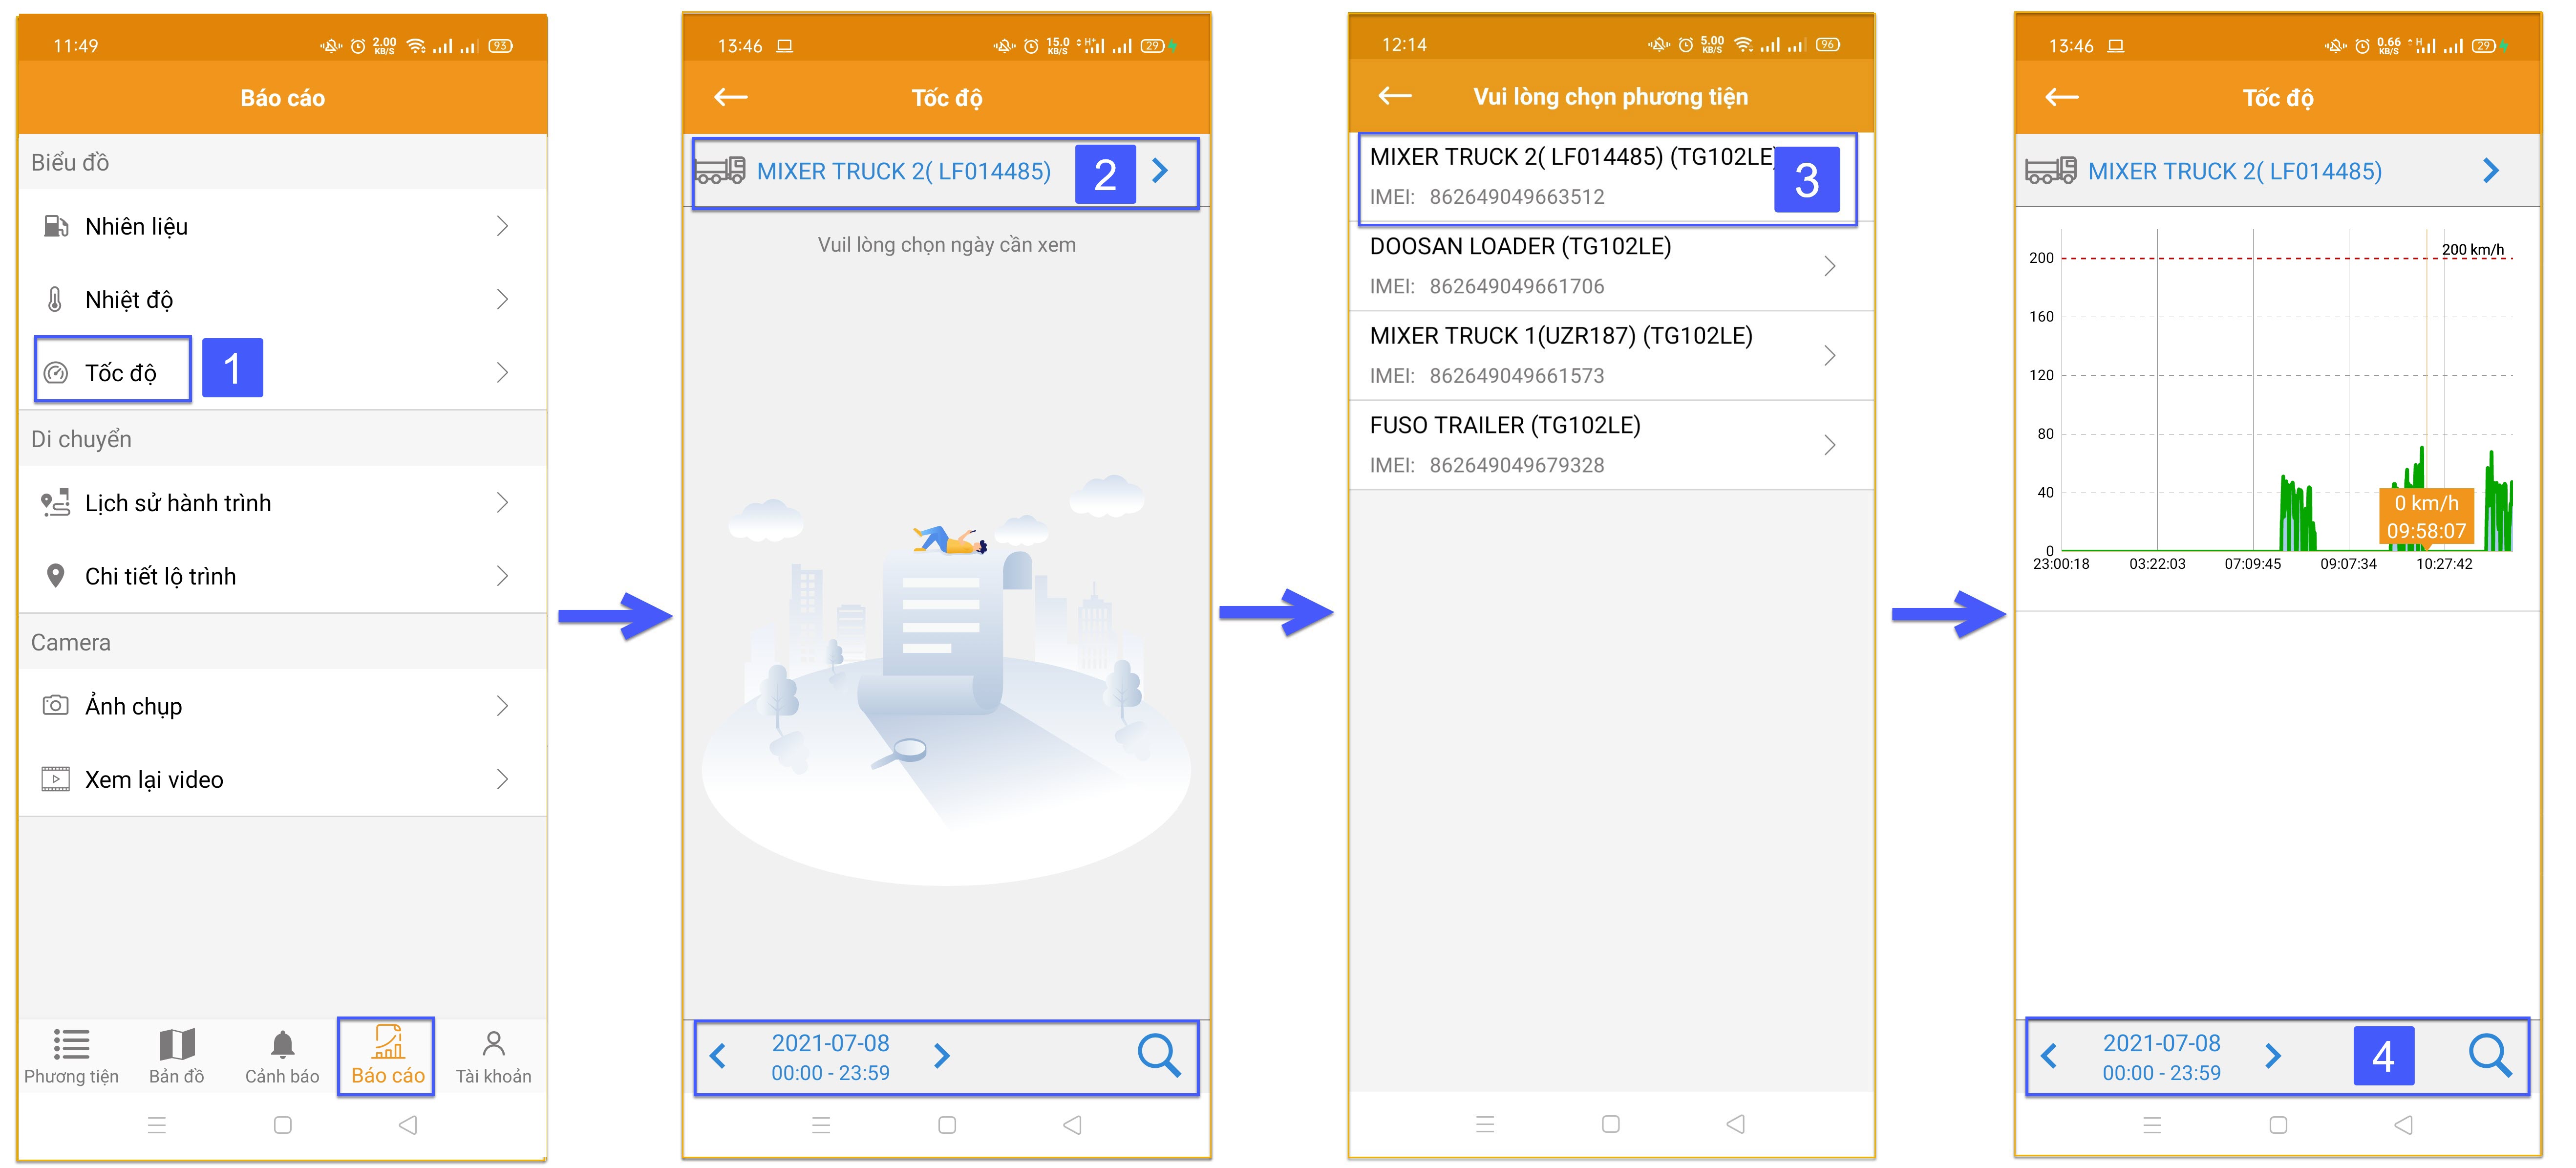 11:49
2.00
KB/S
93
Báo cáo
Biểu đồ
Nhiên liệu
Nhiệt độ
Tốc độ
1
Di chuyển
Lịch sử hành trình
Chi tiết lộ trình
Camera
Ảnh chụp
Xem lại video
Phương tiện
Bản đồ
Cảnh báo
Báo cáo
Tài khoản
13:46
15.0
KB/S
H+
29
Tốc độ
MIXER TRUCK 2( LF014485)
2
Vuil lòng chọn ngày cần xem
2021-07-08
00:00 - 23:59
12:14
5.00
KB/S
96
Vui lòng chọn phương tiện
MIXER TRUCK 2( LF014485) (TG102LE)
IMEI: 862649049663512
3
DOOSAN LOADER (TG102LE)
IMEI: 862649049661706
MIXER TRUCK 1(UZR187) (TG102LE)
IMEI: 862649049661573
FUSO TRAILER (TG102LE)
IMEI: 862649049679328
13:46
0.66
KB/S
H
29
Tốc độ
MIXER TRUCK 2( LF014485)
200 km/h
200
160
120
80
40
0
0 km/h
09:58:07
23:00:18 03:22:03 07:09:45 09:07:34 10:27:42
2021-07-08
00:00 - 23:59
4